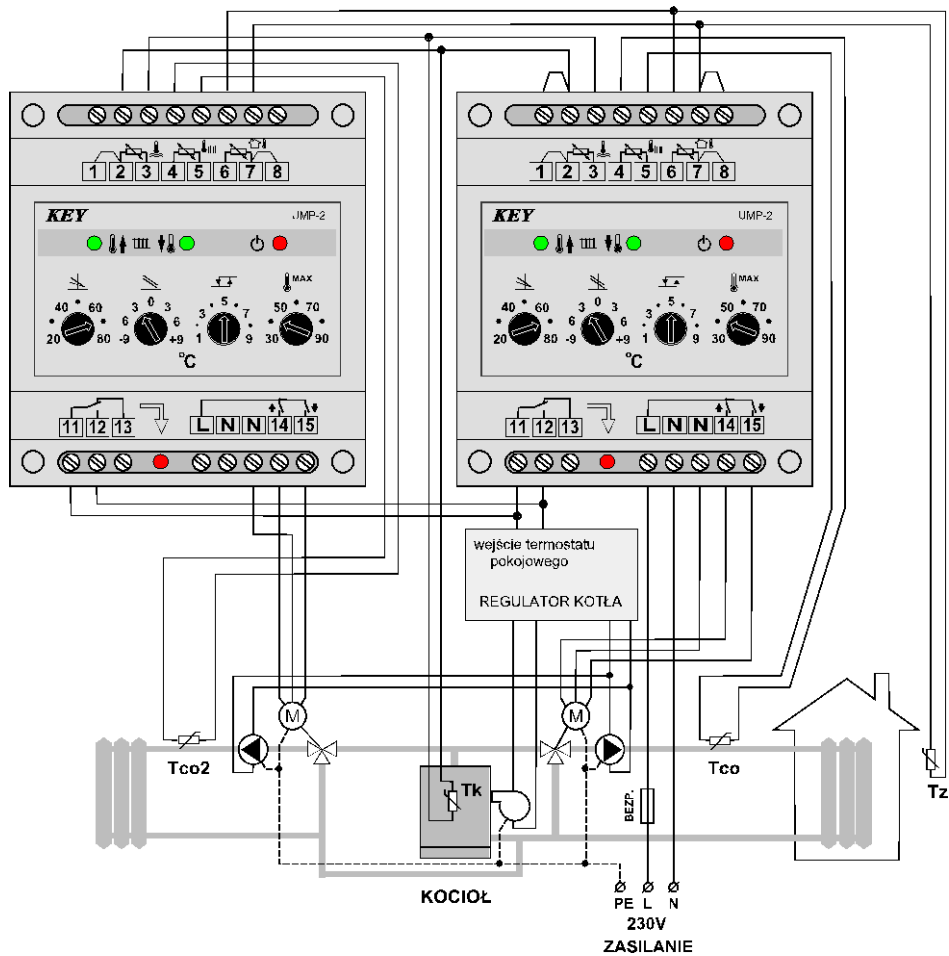 1 2 3 4 5 6 7 8
1 2 3 4 5 6 7 8
KEY UMP-2
KEY UMP-2
MAX
40 60 20 80
3 0 3 6 6 -9 +9
5 3 7 1 9
50 70 30 90
°C
MAX
40 60 20 80
3 0 3 6 6 -9 +9
5 3 7 1 9
50 70 30 90
°C
11 12 13 L N N 14 15
11 12 13 L N N 14 15
wejście termostatu
pokojowego
REGULATOR KOTŁA
M
M
Tco2
Tk
Tco
Tz
BEZP.
KOCIOŁ
PE L N
230V
ZASILANIE